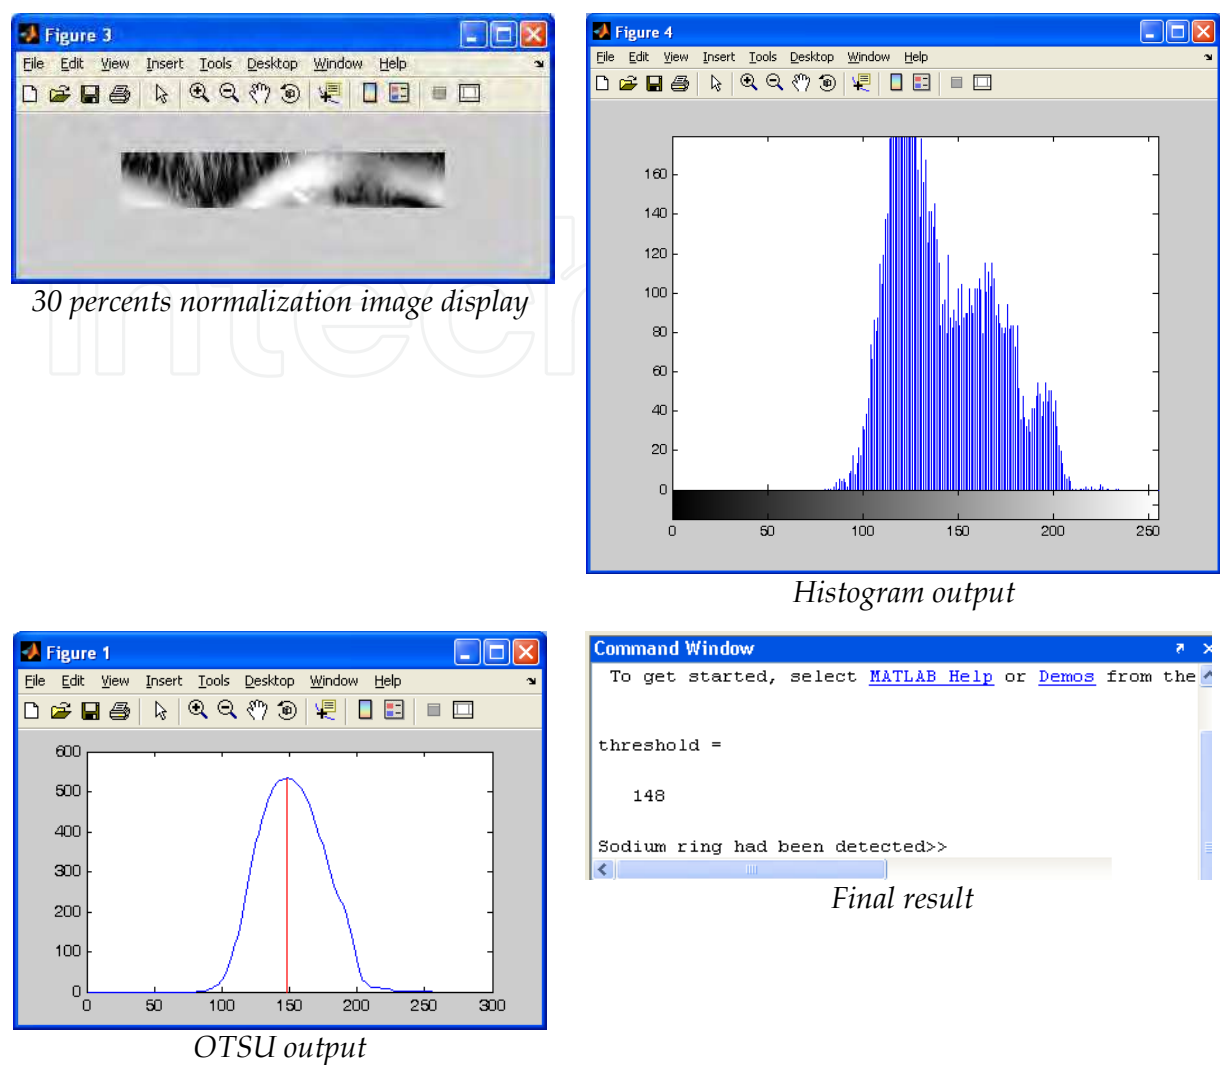 Figure 3
File Edit View Insert Tools Desktop Window Help
30 percents normalization image display
Figure 4
File Edit View Insert Tools Desktop Window Help
160
140
120
100
80
60
40
20
0
0 50 100 150 200 250
Histogram output
Figure 1
File Edit View Insert Tools Desktop Window Help
600
500
400
300
200
100
0
0 50 100 150 200 250 300
OTSU output
Command Window
To get started, select MATLAB Help or Demos from the
threshold =
148
Sodium ring had been detected>>
Final result